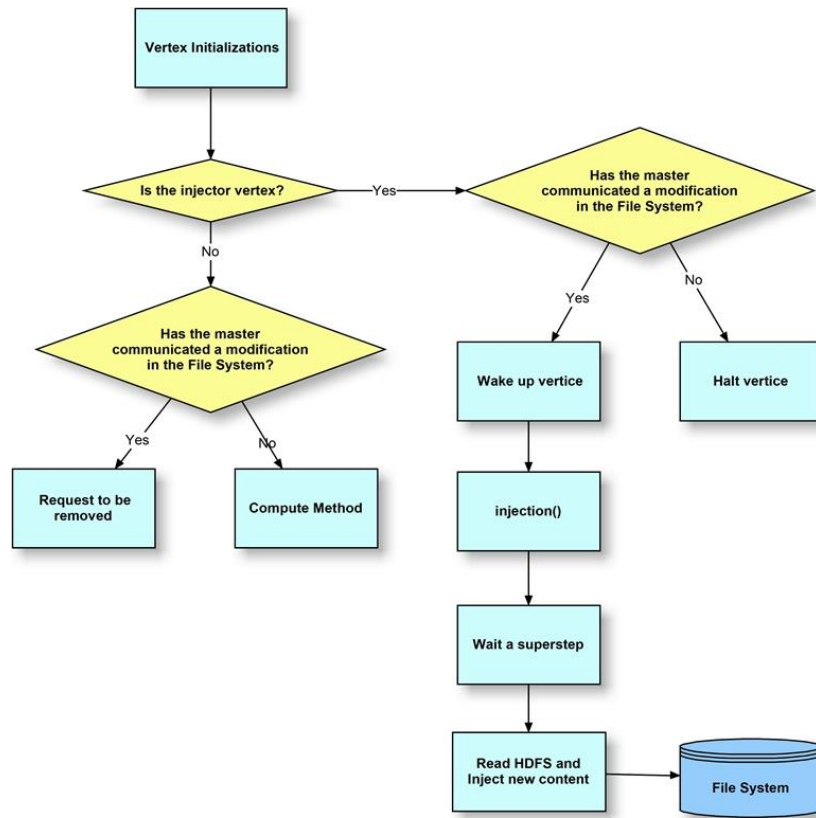 Vertex Initializations
Is the injector vertex?
Yes
Has the master
communicated a modification
in the File System?
No
Has the master
communicated a modification
in the File System?
Yes
No
Wake up vertice
Halt vertice
Yes
No
Request to be
removed
Compute Method
injection()
Wait a superstep
Read HDFS and
Inject new content
File System